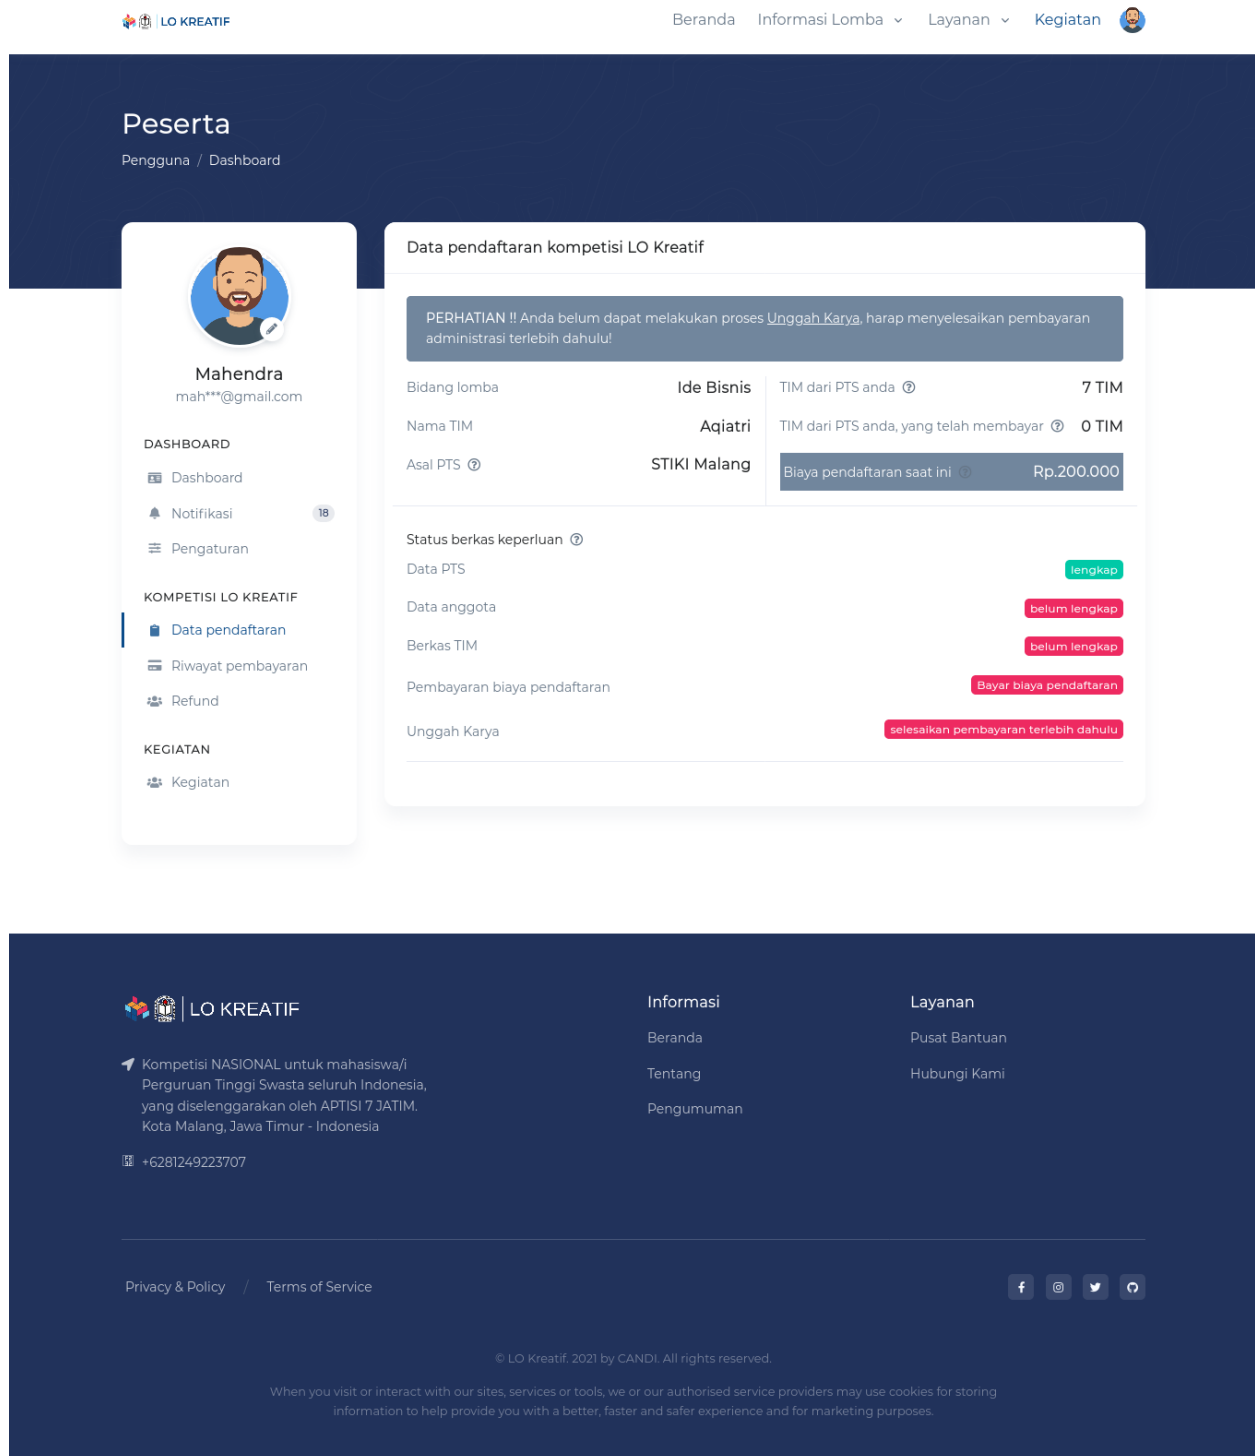 LO KREATIF
Beranda Informasi Lomba Layanan Kegiatan
Peserta
Pengguna / Dashboard
Mahendra
mah***@gmail.com
DASHBOARD
Dashboard
Notifikasi 18
Pengaturan
KOMPETISI LO KREATIF
Data pendaftaran
Riwayat pembayaran
Refund
KEGIATAN
Kegiatan
Data pendaftaran kompetisi LO Kreatif
PERHATIAN !! Anda belum dapat melakukan proses Unggah Karya, harap menyelesaikan pembayaran
administrasi terlebih dahulu!
Bidang lomba Ide Bisnis
Nama TIM Aqiatri
Asal PTS STIKI Malang
TIM dari PTS anda 7 TIM
TIM dari PTS anda, yang telah membayar 0 TIM
Biaya pendaftaran saat ini Rp.200.000
Status berkas keperluan
Data PTS lengkap
Data anggota belum lengkap
Berkas TIM belum lengkap
Pembayaran biaya pendaftaran Bayar biaya pendaftaran
Unggah Karya selesaikan pembayaran terlebih dahulu
LO KREATIF
Kompetisi NASIONAL untuk mahasiswa/i
Perguruan Tinggi Swasta seluruh Indonesia,
yang diselenggarakan oleh APTISI 7 JATIM.
Kota Malang, Jawa Timur - Indonesia
+6281249223707
Informasi
Beranda
Tentang
Pengumuman
Layanan
Pusat Bantuan
Hubungi Kami
Privacy & Policy / Terms of Service
© LO Kreatif. 2021 by CANDI. All rights reserved.
When you visit or interact with our sites, services or tools, we or our authorised service providers may use cookies for storing
information to help provide you with a better, faster and safer experience and for marketing purposes.